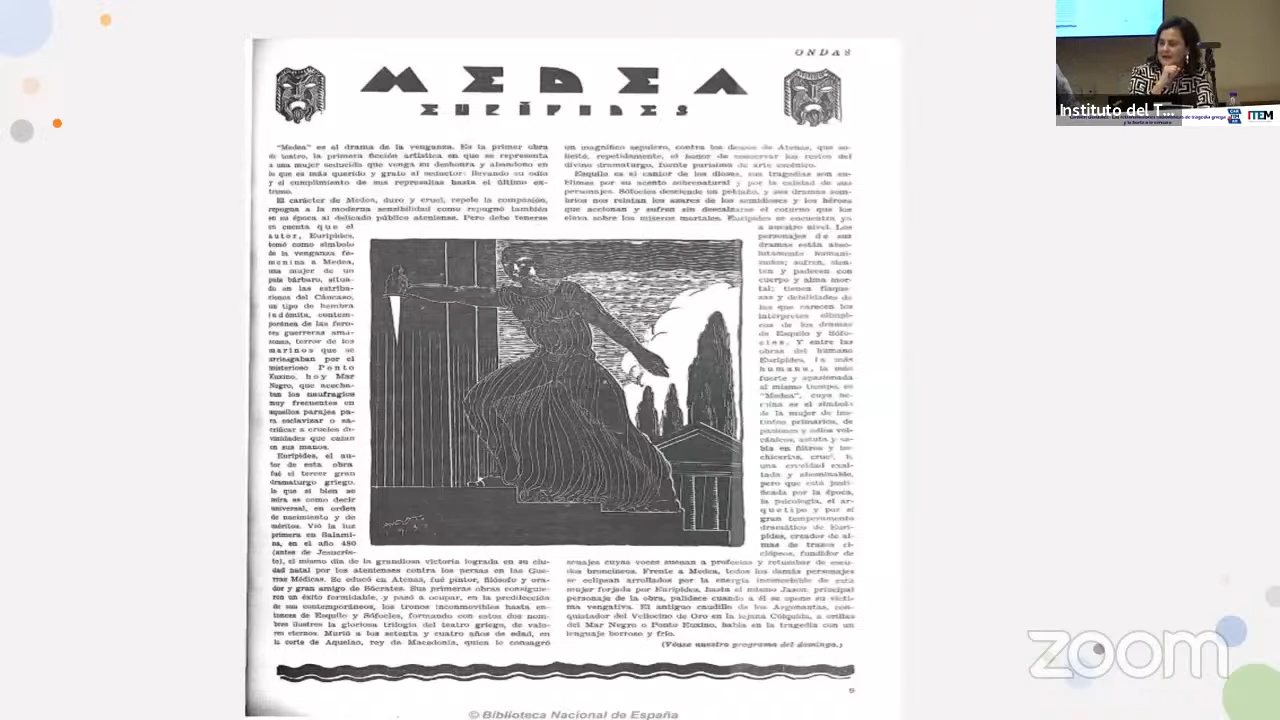 ONDAS
MEDEA
EURÍPIDES
"Medea" es el drama de la venganza. Es la primer obra
de teatro, la primera ficción artística en que se representa
a una mujer seducida que venga su deshonra y abandono en
lo que es más querido y grato al seductor: llevando su odio
y el cumplimiento de sus represalias hasta el último ex-
tremo.
El carácter de Medea, duro y cruel, repele la compasión,
repugna a la moderna sensibilidad como repugnó también
en su época al delicado público ateniense. Pero debe tenerse
en cuenta que el
autor, Eurípides,
tomó como símbolo
de la venganza fe-
menina a Medea,
una mujer de un
país bárbaro, situa-
do en las estriba-
ciones del Cáucaso,
un tipo de hembra
indómita, contem-
poránea de las fero-
ces guerreras ama-
zonas, terror de los
marinos que se
arriesgaban por el
misterioso Ponto
Euxino, hoy Mar
Negro, que acecha-
ban los naufragios
muy frecuentes en
aquellos parajes pa-
ra esclavizar o sa-
crificar a crueles di-
vinidades que caían
en sus manos.
Eurípides, el au-
tor de esta obra
fué el tercer gran
dramaturgo griego,
lo que si bien se
mira es como decir
universal, en orden
de nacimiento y de
méritos. Vió la luz
primera en Salami-
na, en el año 480
(antes de Jesucris-
to), el mismo día de la grandiosa victoria lograda en su ciu-
dad natal por los atenienses contra los persas en las Gue-
rras Médicas. Se educó en Atenas, fué pintor, filósofo y ora-
dor y gran amigo de Sócrates. Sus primeras obras consiguie-
ron un éxito formidable, y pasó a ocupar, en la predilección
de sus contemporáneos, los tronos inconmovibles hasta en-
tonces de Esquilo y Sófocles, formando con estos dos nom-
bres ilustres la gloriosa trilogía del teatro griego, de valo-
res eternos. Murió a los setenta y cuatro años de edad, en
la corte de Aquelao, rey de Macedonia, quien le consagró
un magnífico sepulcro, contra los deseos de Atenas, que so-
licitó, repetidamente, el honor de conservar los restos del
divino dramaturgo, fuente purísima de arte escénico.
Esquilo es el cantor de los dioses, sus tragedias son su-
blimes por su acento sobrenatural y por la calidad de sus
personajes. Sófocles desciende un peldaño, y sus dramas som-
bríos nos relatan los azares de los semidioses y los héroes
que accionan y sufren sin descalzarse el coturno que los
eleva sobre los míseros mortales. Eurípides se encuentra ya
a nuestro nivel. Los
personajes de sus
dramas están abso-
lutamente humani-
zados; sufren, sien-
ten y padecen con
cuerpo y alma mor-
tal; tienen flaque-
zas y debilidades de
las que carecen los
intérpretes olímpi-
cos de los dramas
de Esquilo y Sófo-
cles. Y entre las
obras del humano
Eurípides, la más
humana, la más
fuerte y apasionada
al mismo tiempo, es
"Medea", cuya he-
roína es el símbolo
de la mujer de ins-
tintos primarios, de
pasiones y odios vol-
cánicos, astuta y sa-
bia en filtros y he-
chicerías, cruel, de
una crueldad exal-
tada y abominable,
pero que está justi-
ficada por la época,
la psicología, el ar-
quetipo y por el
gran temperamento
dramático de Eurí-
pides, creador de al-
mas de trazos ci-
clópeos, fundidor de
senajes cuyas voces suenan a profecías y retumbar de escu-
dos broncíneos. Frente a Medea, todos los demás personajes
se eclipsan arrollados por la energía inconmovible de esta
mujer forjada por Eurípides, hasta el mismo Jason, principal
personaje de la obra, palidece cuando a él se opone su vícti-
ma vengativa. El antiguo caudillo de los Argonautas, con-
quistador del Vellocino de Oro en la lejana Cólquida, a orillas
del Mar Negro o Ponto Euxino, habla en la tragedia con un
lenguaje borroso y frío.
(Véase nuestro programa del domingo.)
© Biblioteca Nacional de España
Instituto del T...
ITEM
zoom